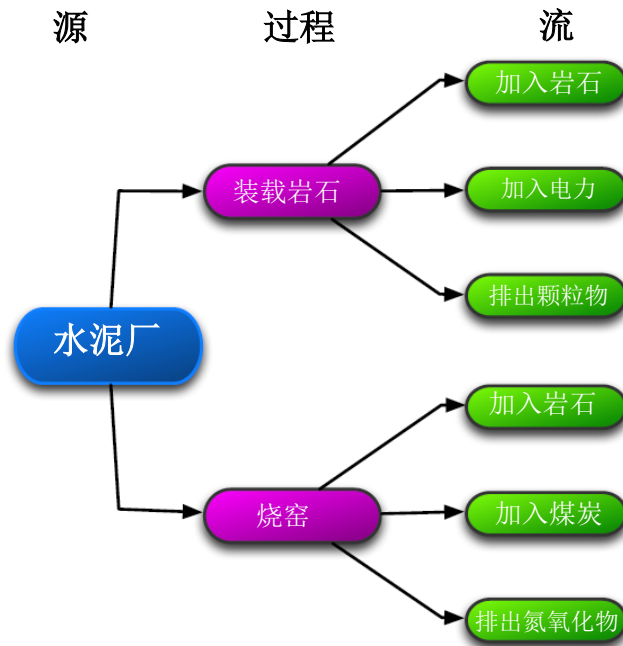 源 过程 流
加入岩石
装载岩石
加入电力
排出颗粒物
水泥厂
加入岩石
烧窑
加入煤炭
排出氮氧化物